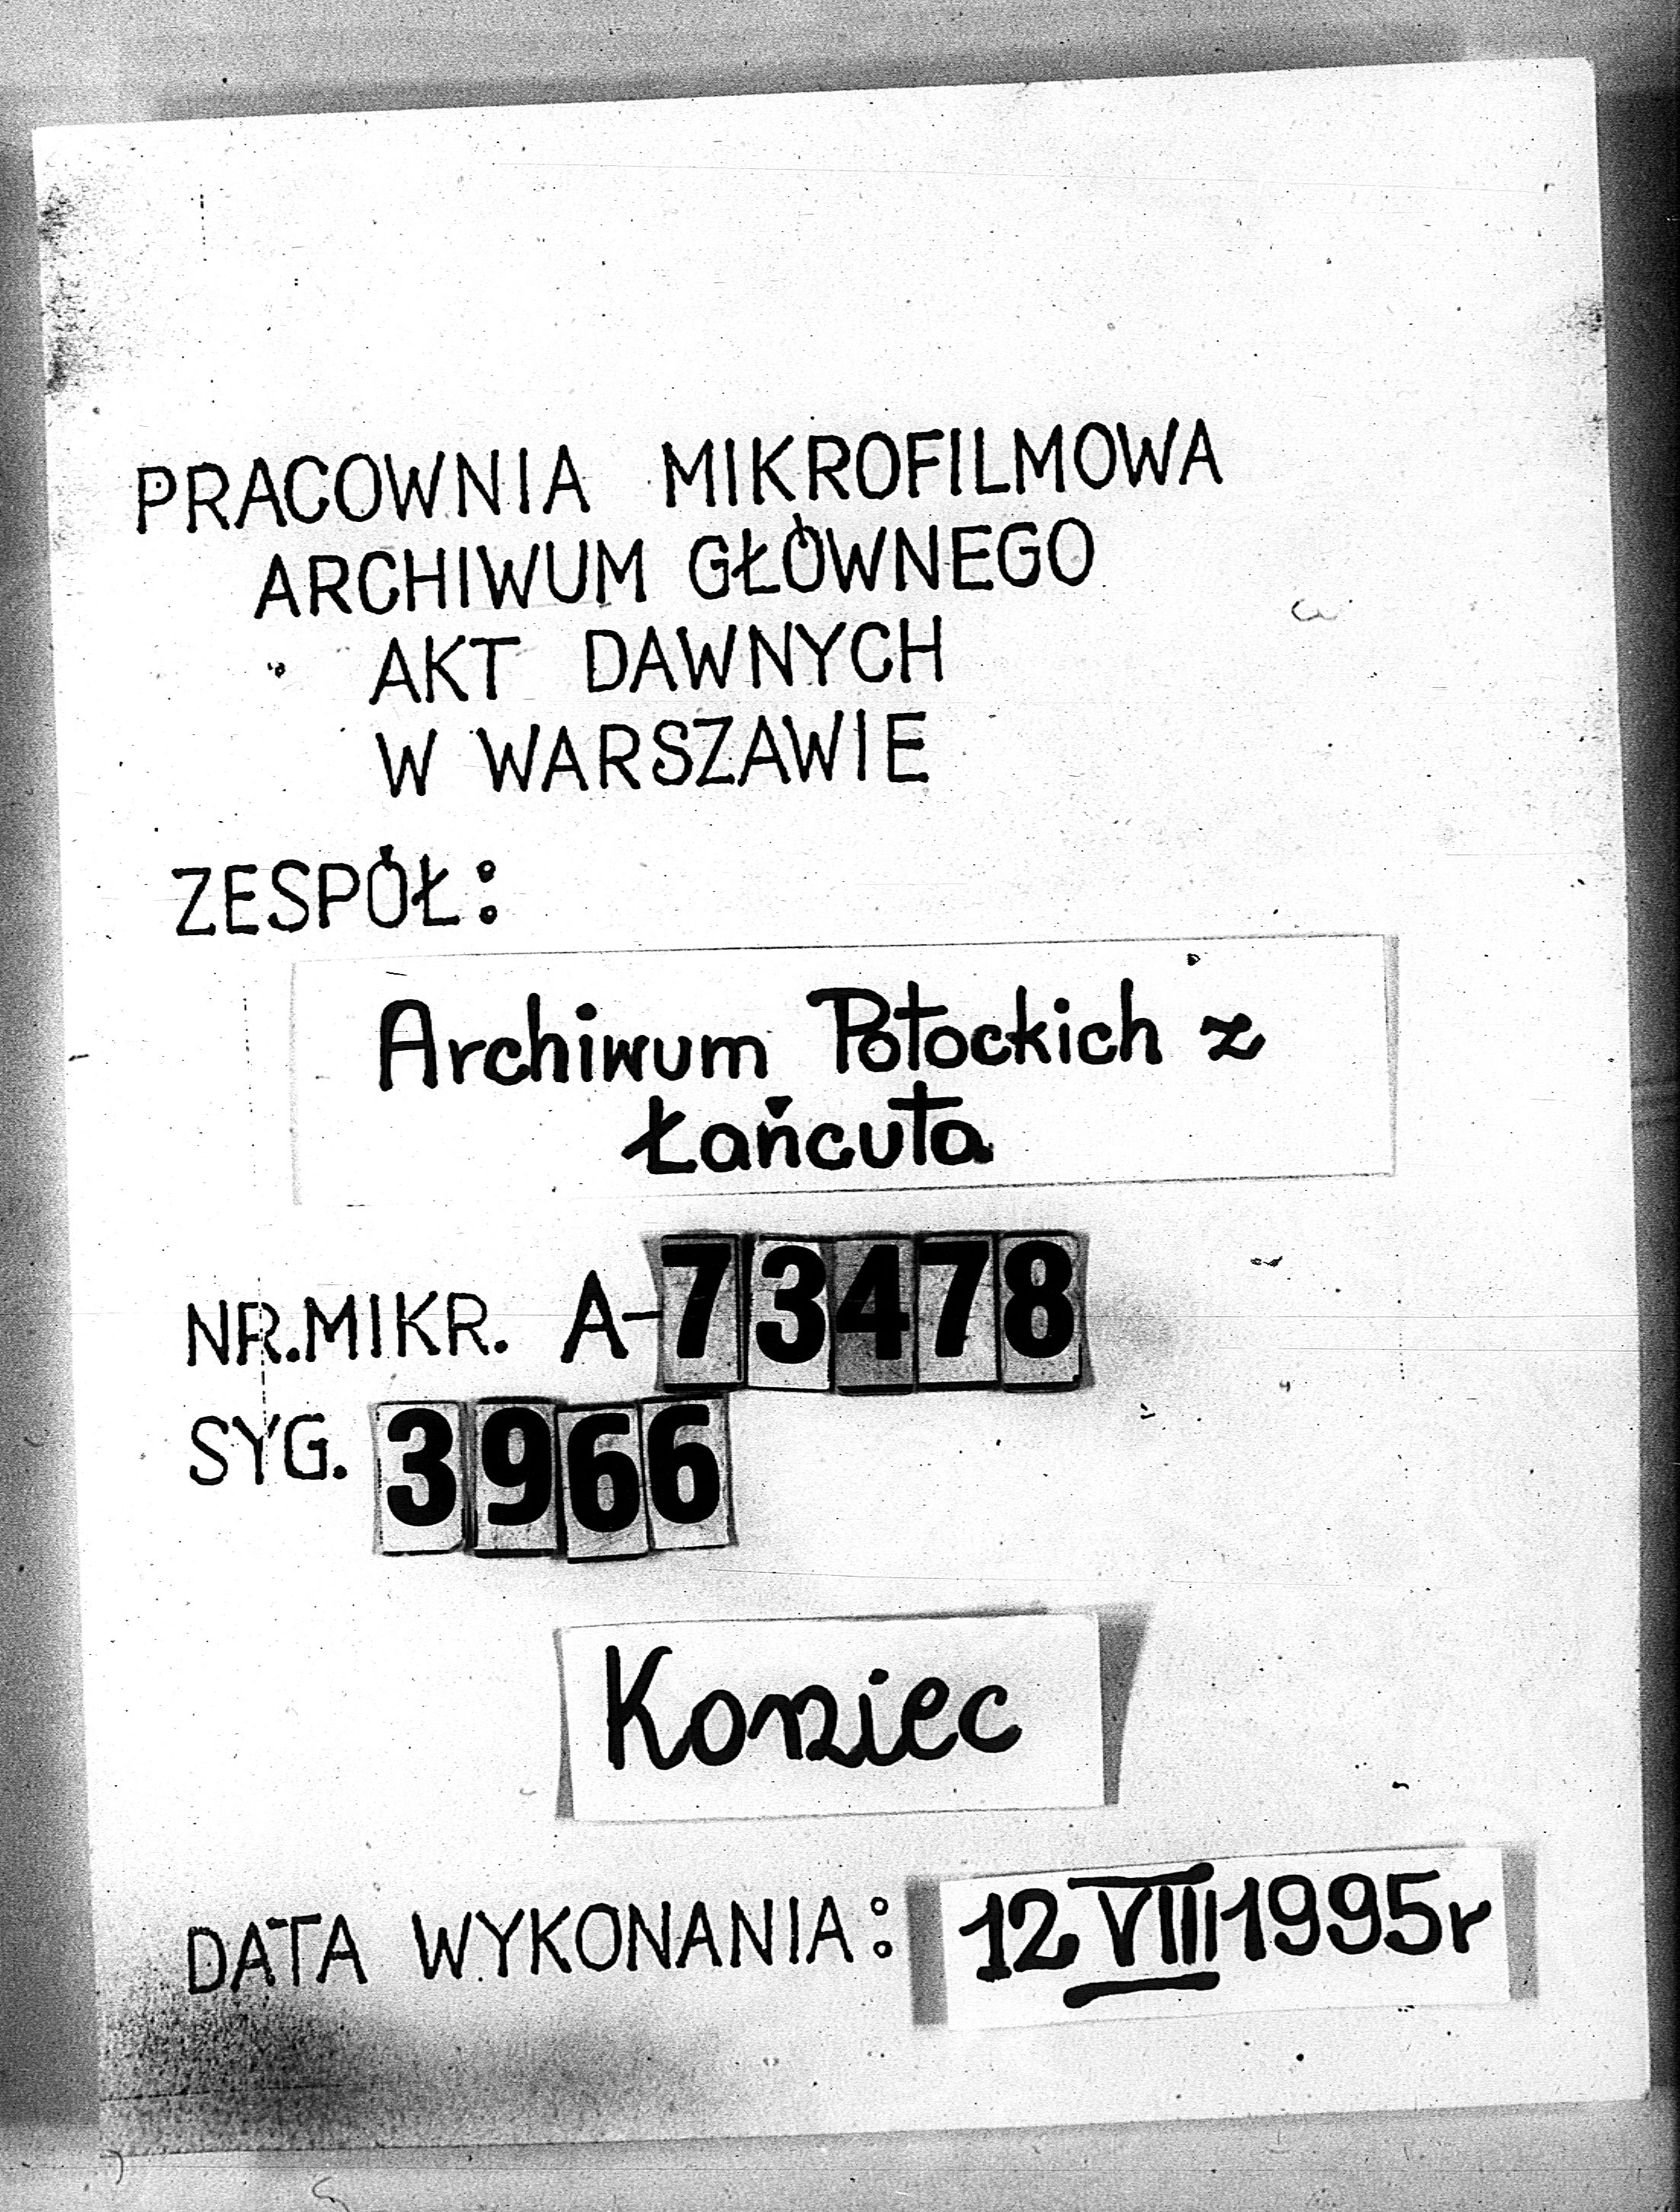 PRACOWNIA MIKROFILMOWA
ARCHIWUM GŁÓWNEGO
AKT DAWNYCH
W WARSZAWIE
ZESPÓŁ:
Archiwum Potockich z
Łańcuta
NR.MIKR. A-73478
SYG. 3966
Koniec
DATA WYKONANIA: 12 VIII 1995r